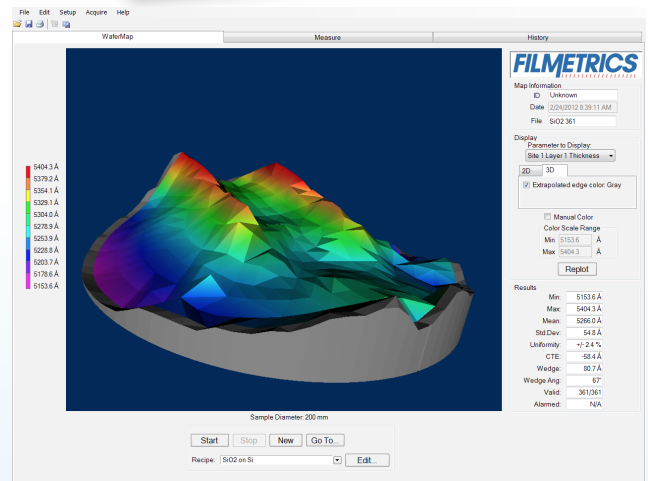 File Edit Setup Acquire Help
WaferMap Measure History
FILMETRICS
Map Information
ID Unknown
Date 2/24/2012 8:39:11 AM
File SiO2 361
Display
Parameter to Display:
Site 1 Layer 1 Thickness
2D 3D
Extrapolated edge color: Gray
Manual Color
Color Scale Range
Min 5153.6 Å
Max 5404.3 Å
Replot
5404.3 Å
5379.2 Å
5354.1 Å
5329.1 Å
5304.0 Å
5278.9 Å
5253.9 Å
5228.8 Å
5203.7 Å
5178.6 Å
5153.6 Å
Results
Min: 5153.6 Å
Max: 5404.3 Å
Mean: 5266.0 Å
Std.Dev: 54.8 Å
Uniformity: +/- 2.4 %
CTE: -58.4 Å
Wedge: 80.7 Å
Wedge Ang: 67°
Valid: 361/361
Alarmed: N/A
Sample Diameter: 200 mm
Start Stop New Go To...
Recipe: SiO2 on Si Edit...